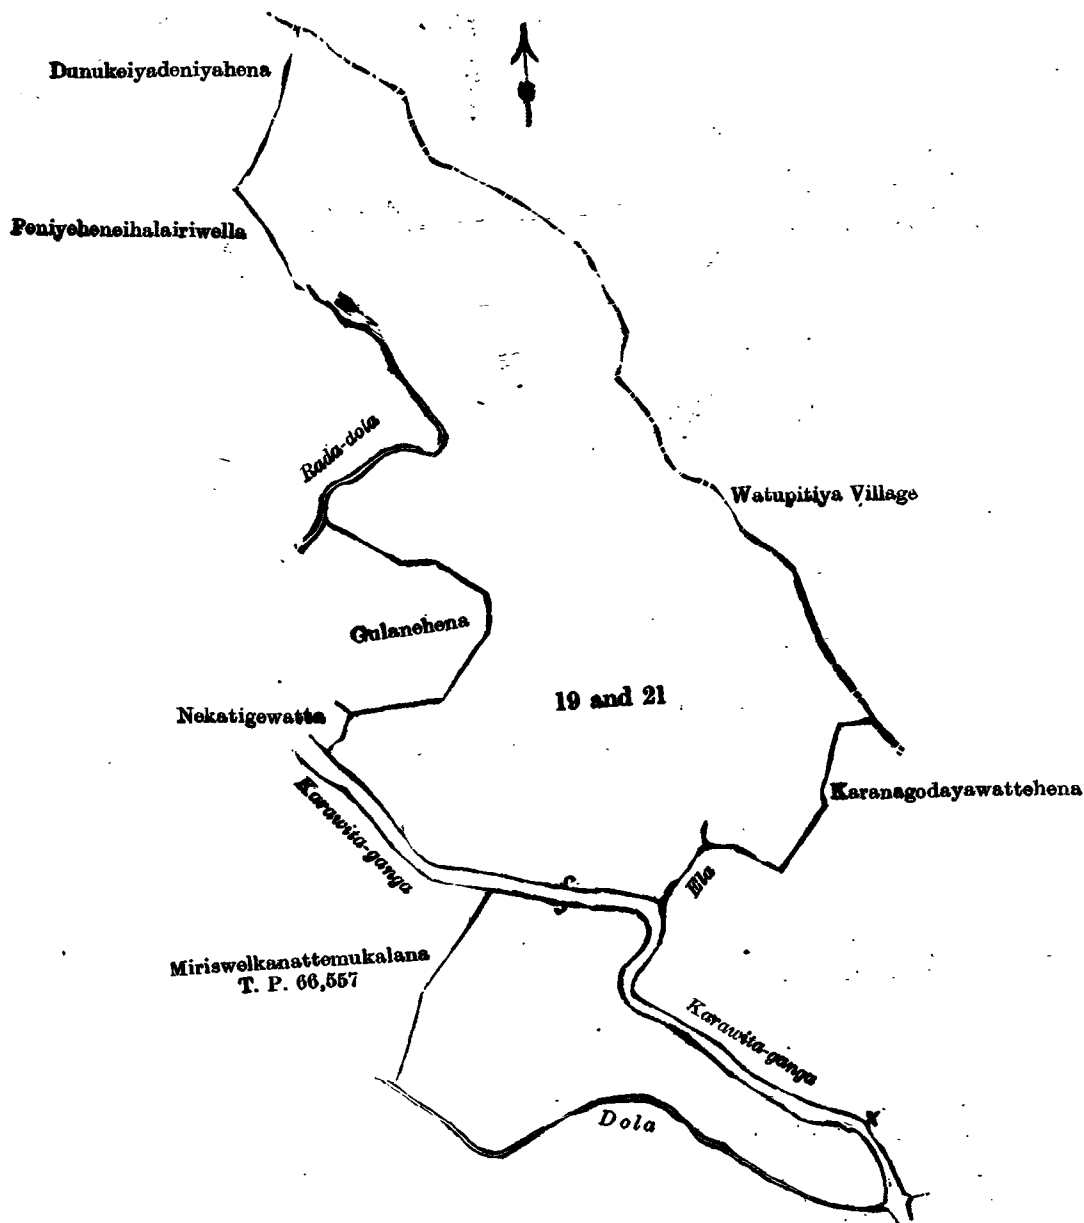 Dunukeiyadeniyahena
Peniyeheneihalairiwella
Rada-dola
Watupitiya Village
Gulanehena
19 and 21
Nekatigewatta
Karanagodayawattehena
Karawita-ganga
Ela
Miriswelkanattemukalana
T. P. 66,557
Karawita-ganga
X
Dola